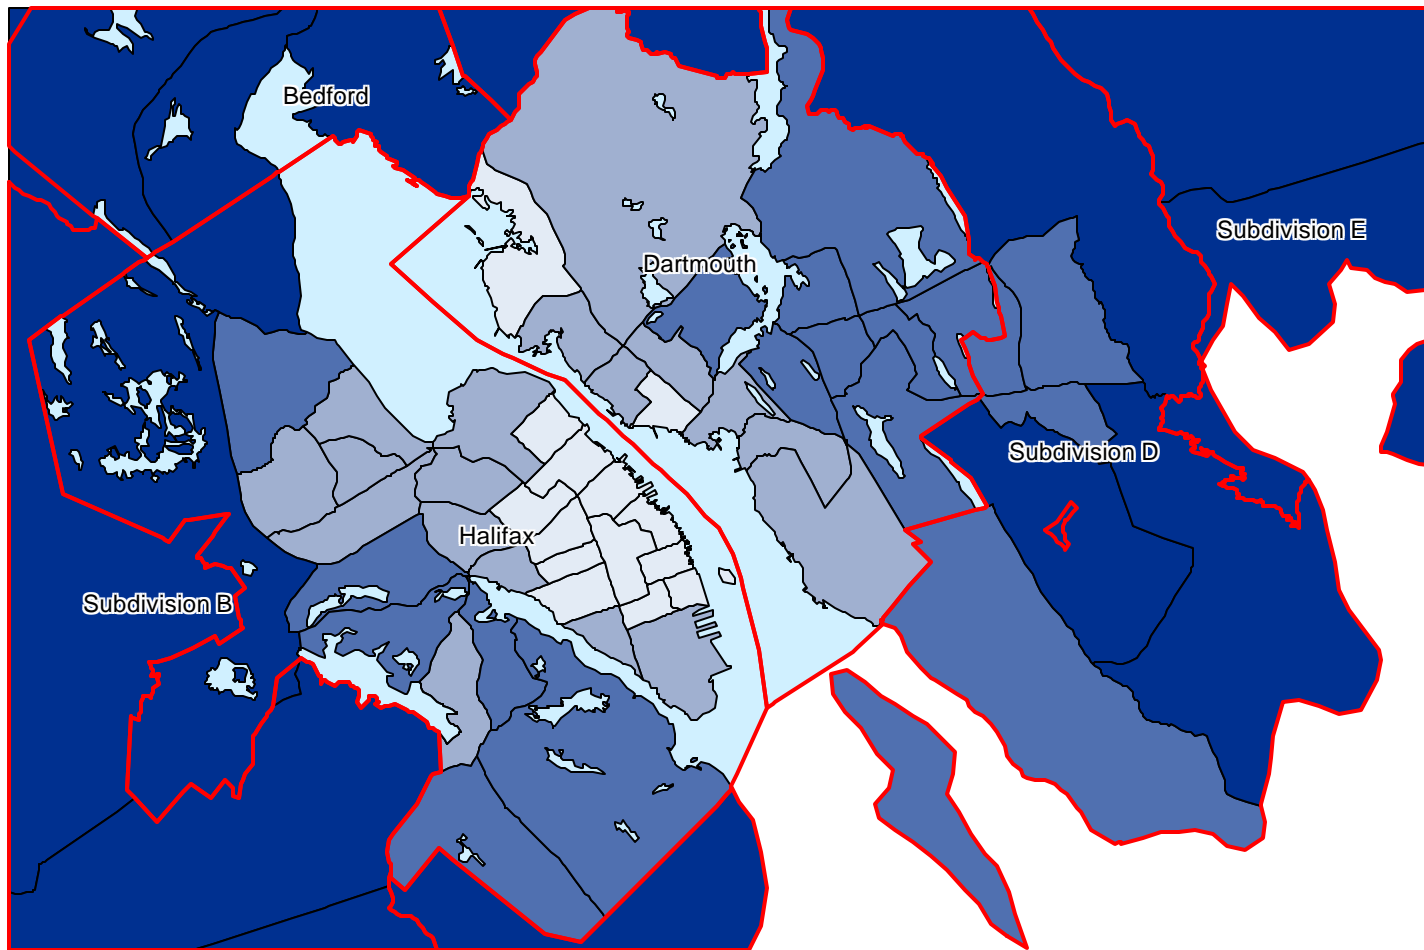 Bedford
Subdivision E
Dartmouth
Subdivision D
Halifax
Subdivision B